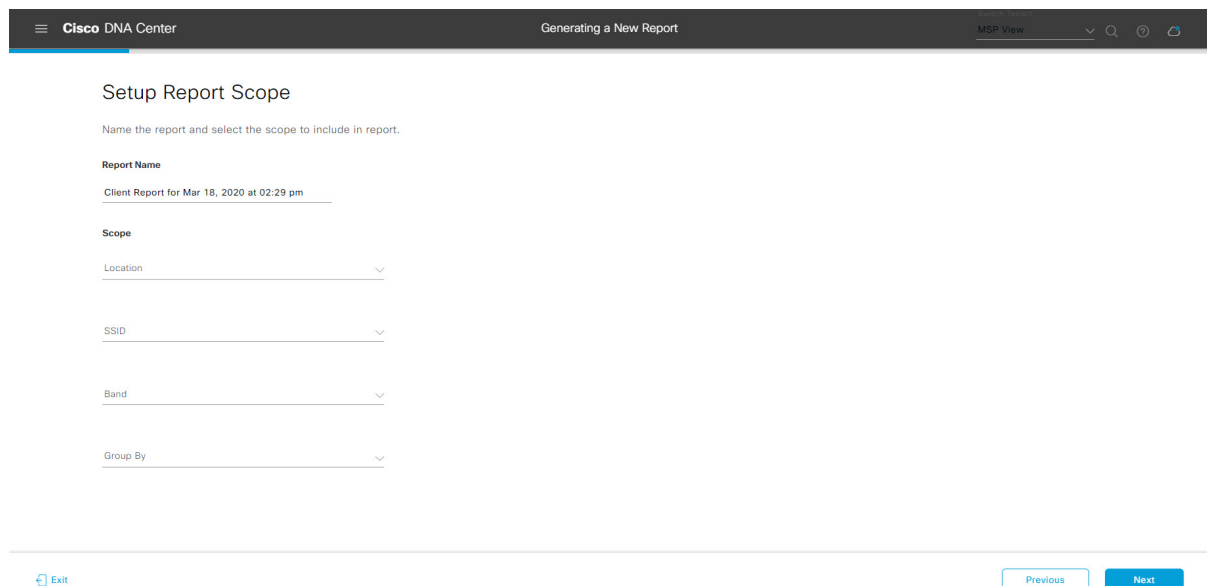 Cisco DNA Center
Generating a New Report
Switch Tenant
MSP View
Setup Report Scope
Name the report and select the scope to include in report.
Report Name
Client Report for Mar 18, 2020 at 02:29 pm
Scope
Location
SSID
Band
Group By
Exit
Previous
Next